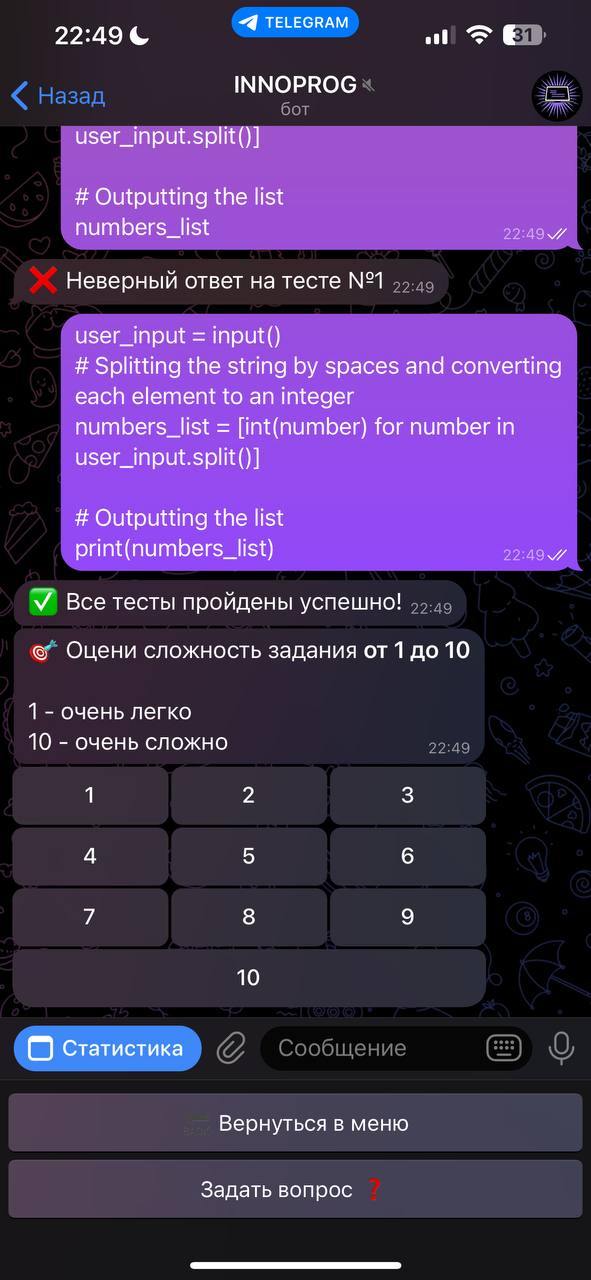 22:49
TELEGRAM
31
Назад
INNOPROG
бот
user_input.split()]
# Outputting the list
numbers_list
22:49
Неверный ответ на тесте №1 22:49
user_input = input()
# Splitting the string by spaces and converting
each element to an integer
numbers_list = [int(number) for number in
user_input.split()]
# Outputting the list
print(numbers_list)
22:49
Все тесты пройдены успешно! 22:49
Оцени сложность задания от 1 до 10
1 - очень легко
10 - очень сложно
22:49
1 2 3
4 5 6
7 8 9
10
Статистика
Сообщение
Вернуться в меню
Задать вопрос ❓